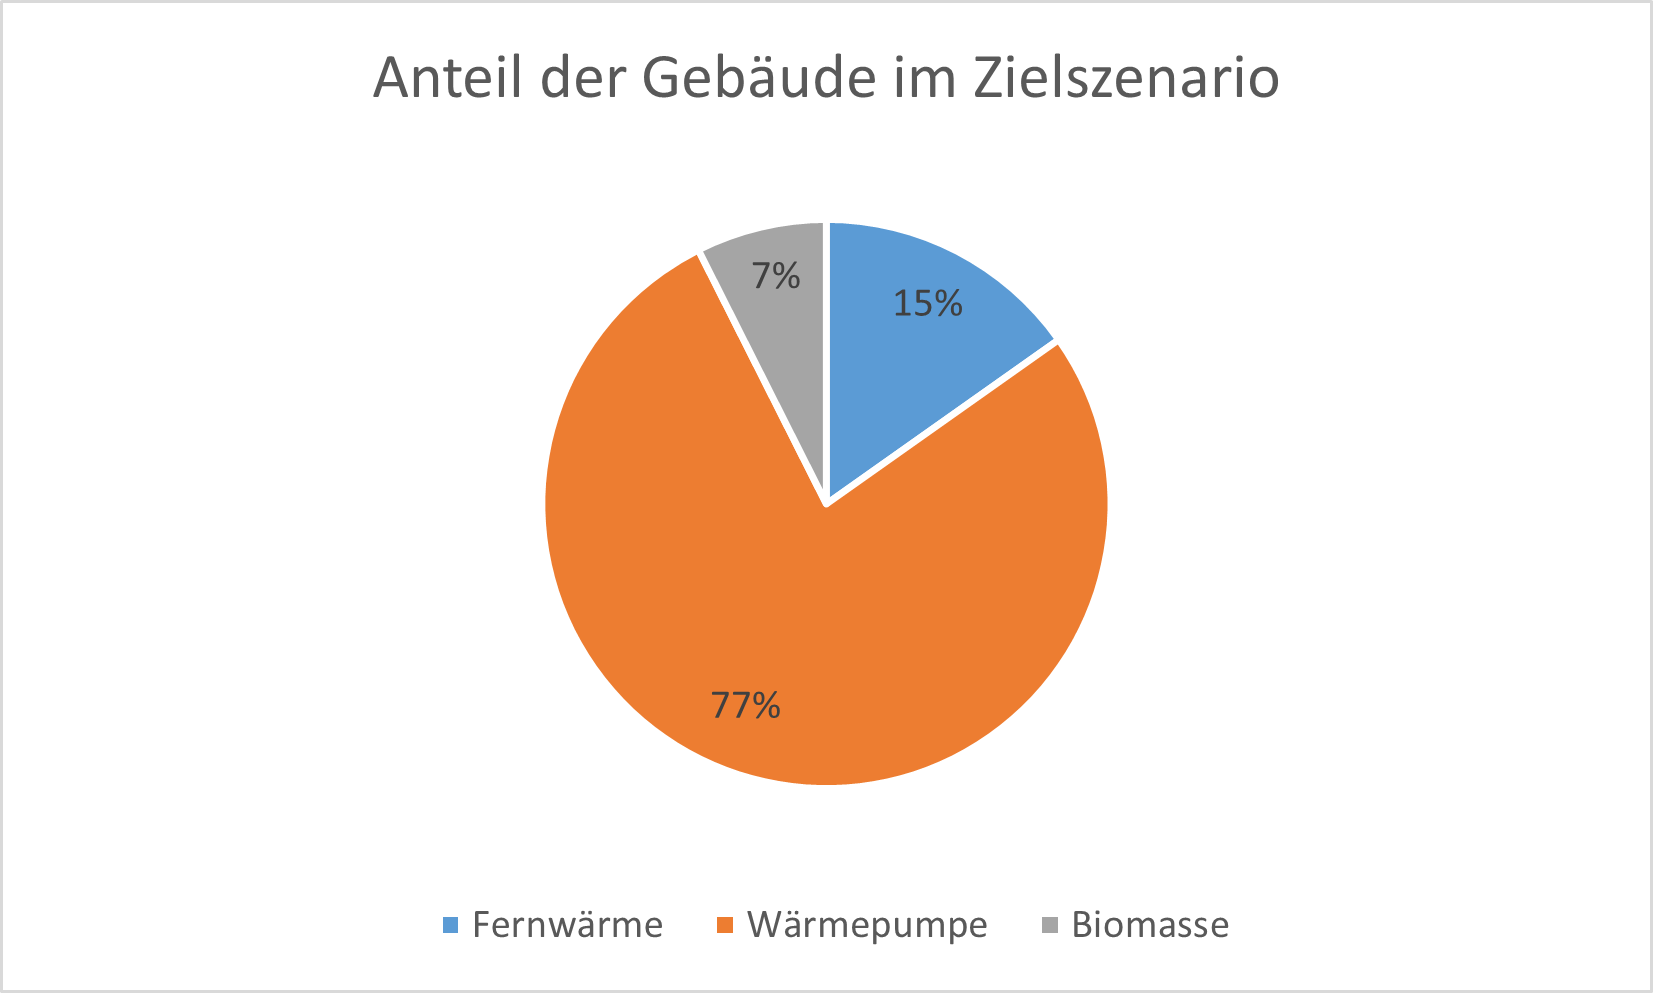 Anteil der Gebäude im Zielszenario
7%
15%
77%
Fernwärme Wärmepumpe Biomasse